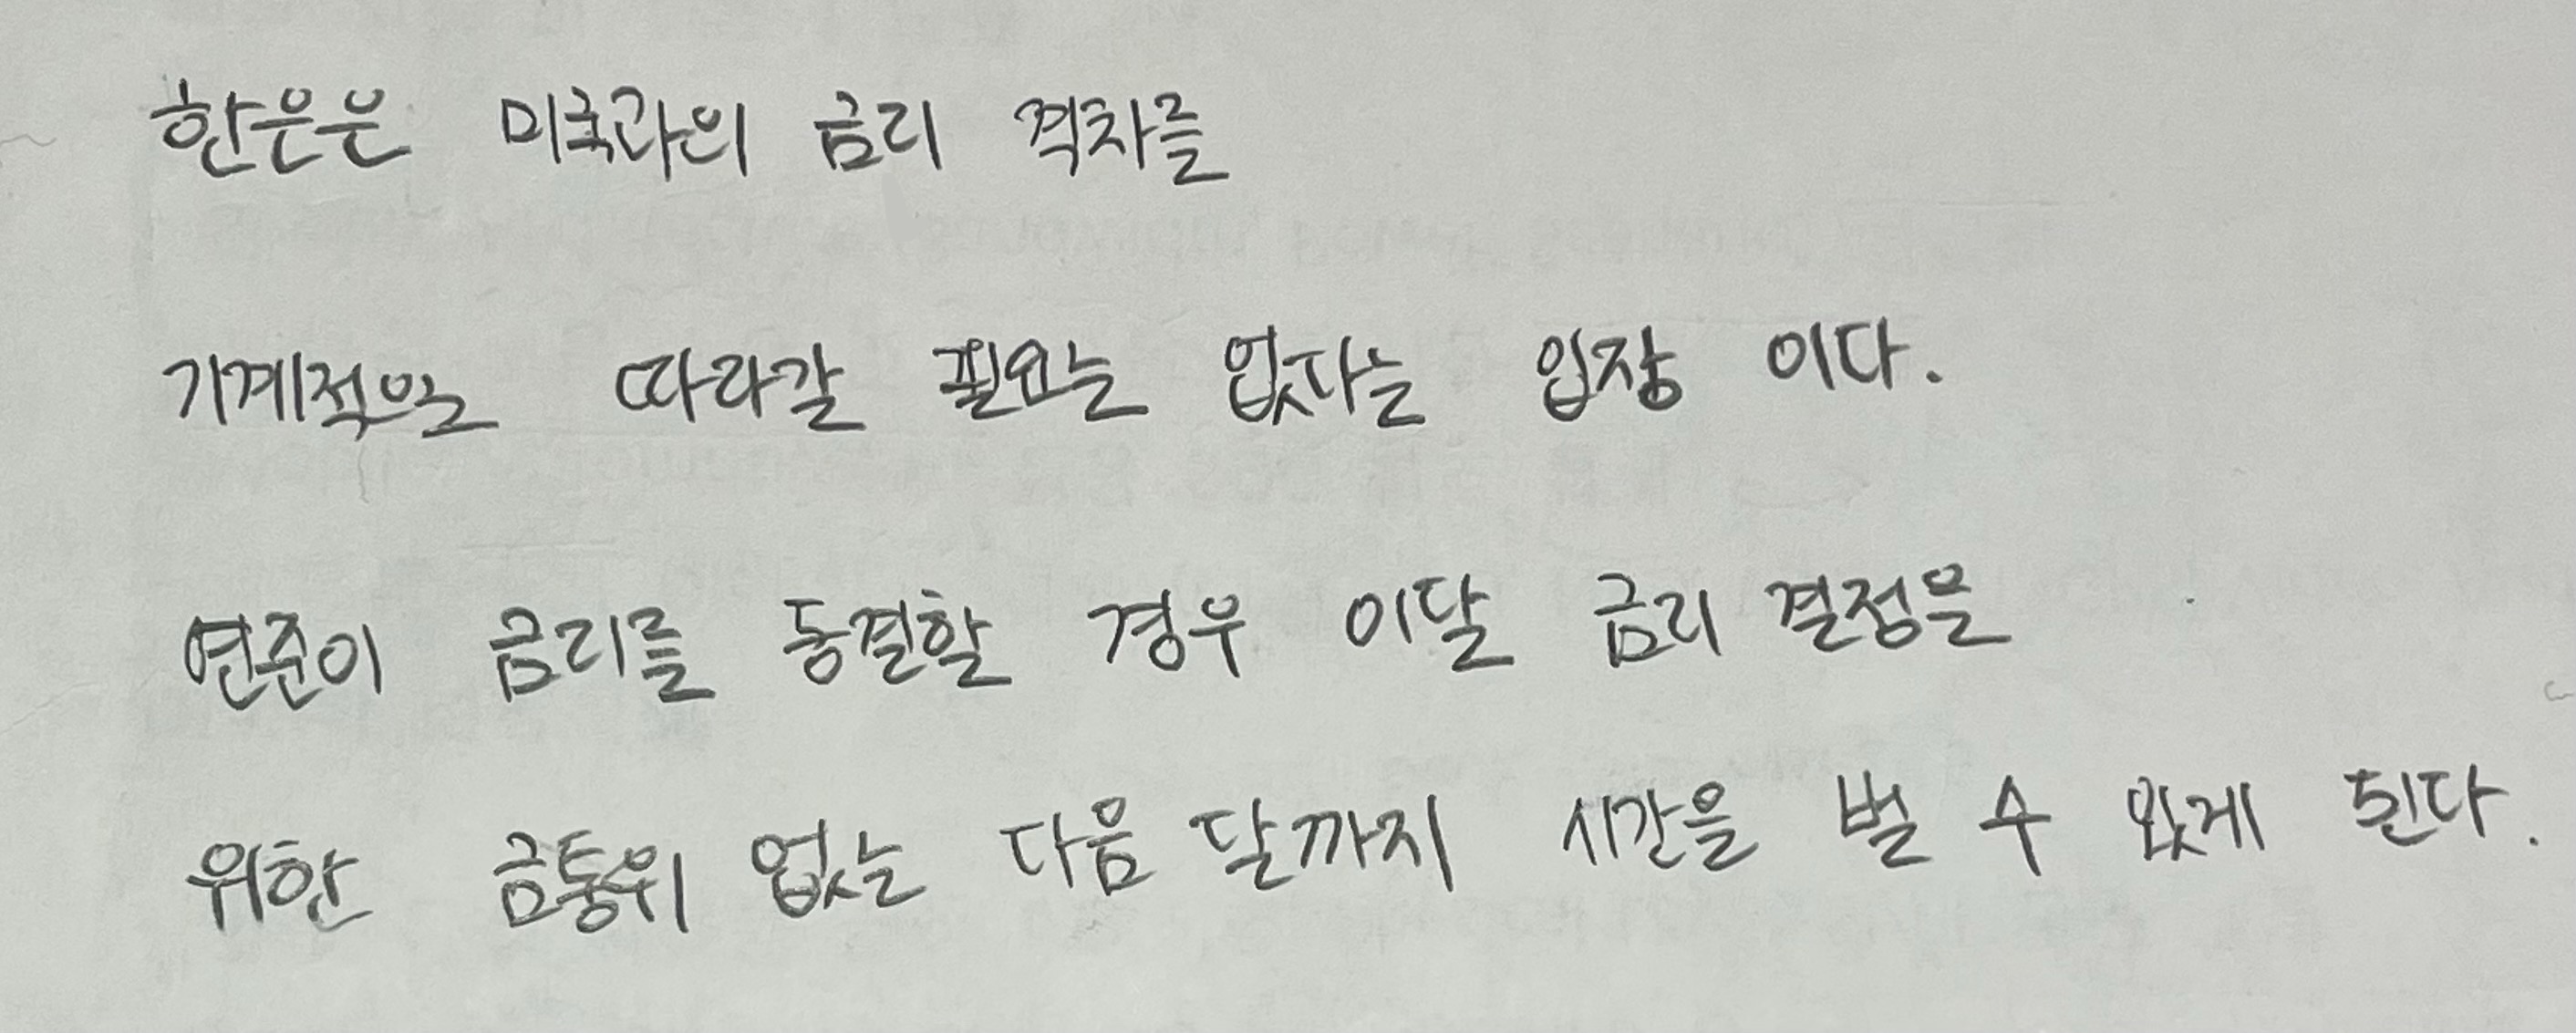 한은은 미국과의 금리 격차를
기계적으로 따라갈 필요는 없다는 입장 이다.
연준이 금리를 동결할 경우 이달 금리 결정을
위한 금통위 없는 다음 달까지 시간을 벌 수 있게 된다.